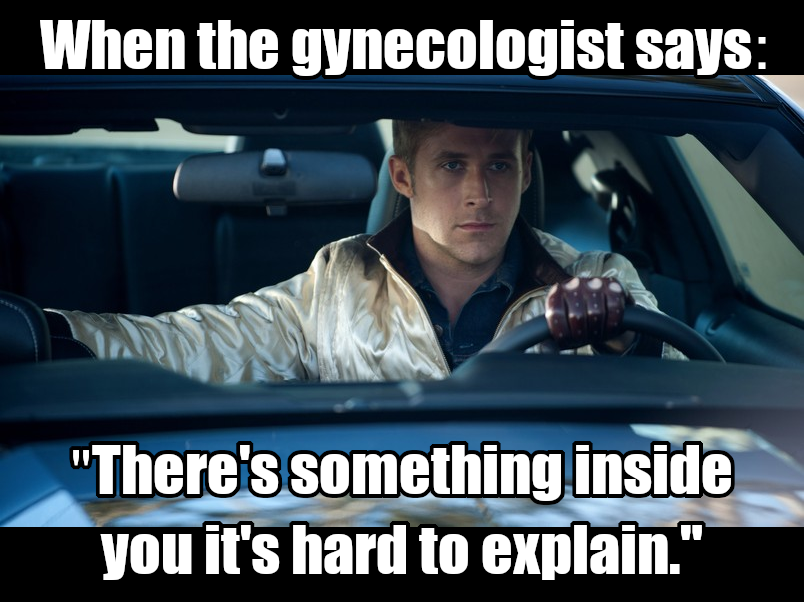 When the gynecologist says:
"There's something inside
you it's hard to explain."